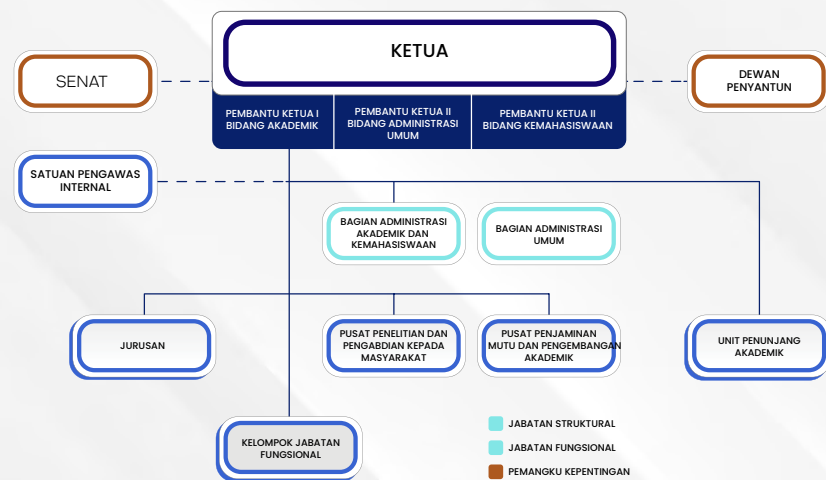 KETUA
SENAT
DEWAN
PENYANTUN
PEMBANTU KETUA I
BIDANG AKADEMIK
PEMBANTU KETUA II
BIDANG ADMINISTRASI
UMUM
PEMBANTU KETUA II
BIDANG KEMAHASISWAAN
SATUAN PENGAWAS
INTERNAL
BAGIAN ADMINISTRASI
AKADEMIK DAN
KEMAHASISWAAN
BAGIAN ADMINISTRASI
UMUM
JURUSAN
PUSAT PENELITIAN DAN
PENGABDIAN KEPADA
MASYARAKAT
PUSAT PENJAMINAN
MUTU DAN PENGEMBANGAN
AKADEMIK
UNIT PENUNJANG
AKADEMIK
KELOMPOK JABATAN
FUNGSIONAL
JABATAN STRUKTURAL
JABATAN FUNGSIONAL
PEMANGKU KEPENTINGAN